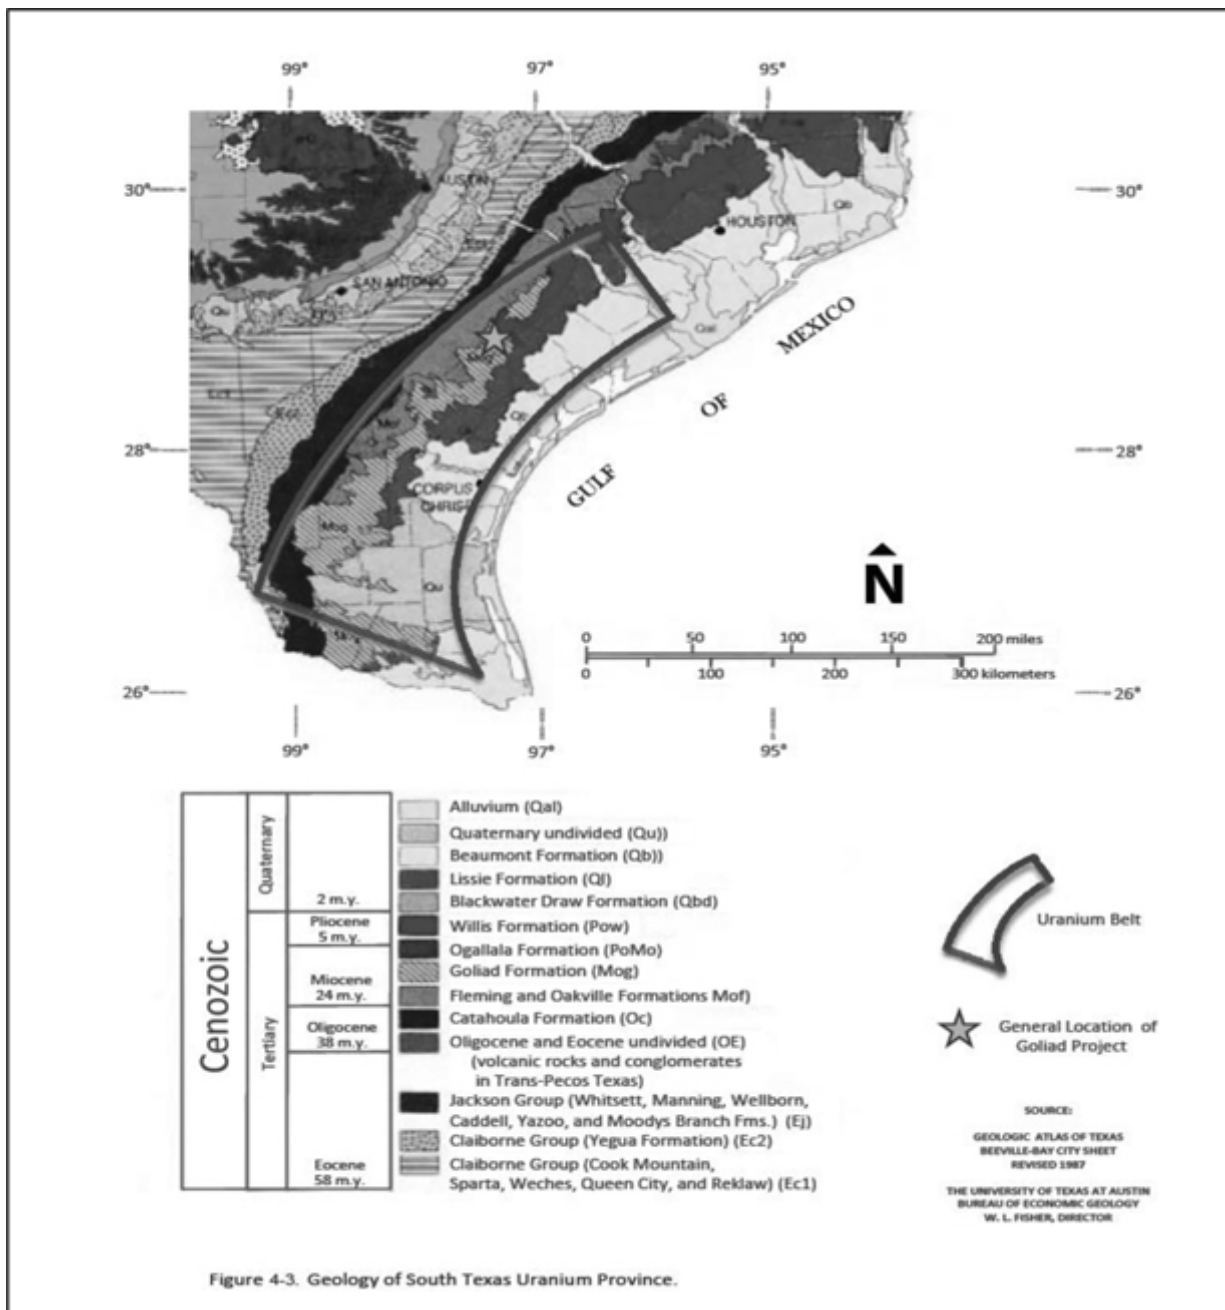 99°
97°
95°
30°
30°
AUSTIN
HOUSTON
Qb
SAN ANTONIO
Qu
Qal
GULF OF MEXICO
Mog
28°
28°
CORPUS
CHRISTI
Mog
Qu
N
0 50 100 150 200 miles
0 100 200 300 kilometers
26°
26°
99°
97°
95°
Cenozoic
Quaternary
Tertiary
2 m.y.
Pliocene
5 m.y.
Miocene
24 m.y.
Oligocene
38 m.y.
Eocene
58 m.y.
Alluvium (Qal)
Quaternary undivided (Qu))
Beaumont Formation (Qb))
Lissie Formation (Ql)
Blackwater Draw Formation (Qbd)
Willis Formation (Pow)
Ogallala Formation (PoMo)
Goliad Formation (Mog)
Fleming and Oakville Formations Mof)
Catahoula Formation (Oc)
Oligocene and Eocene undivided (OE)
(volcanic rocks and conglomerates
in Trans-Pecos Texas)
Jackson Group (Whitsett, Manning, Wellborn,
Caddell, Yazoo, and Moodys Branch Fms.) (Ej)
Claiborne Group (Yegua Formation) (Ec2)
Claiborne Group (Cook Mountain,
Sparta, Weches, Queen City, and Reklaw) (Ec1)
Uranium Belt
General Location of
Goliad Project
SOURCE:
GEOLOGIC ATLAS OF TEXAS
BEEVILLE-BAY CITY SHEET
REVISED 1987
THE UNIVERSITY OF TEXAS AT AUSTIN
BUREAU OF ECONOMIC GEOLOGY
W. L. FISHER, DIRECTOR
Figure 4-3. Geology of South Texas Uranium Province.